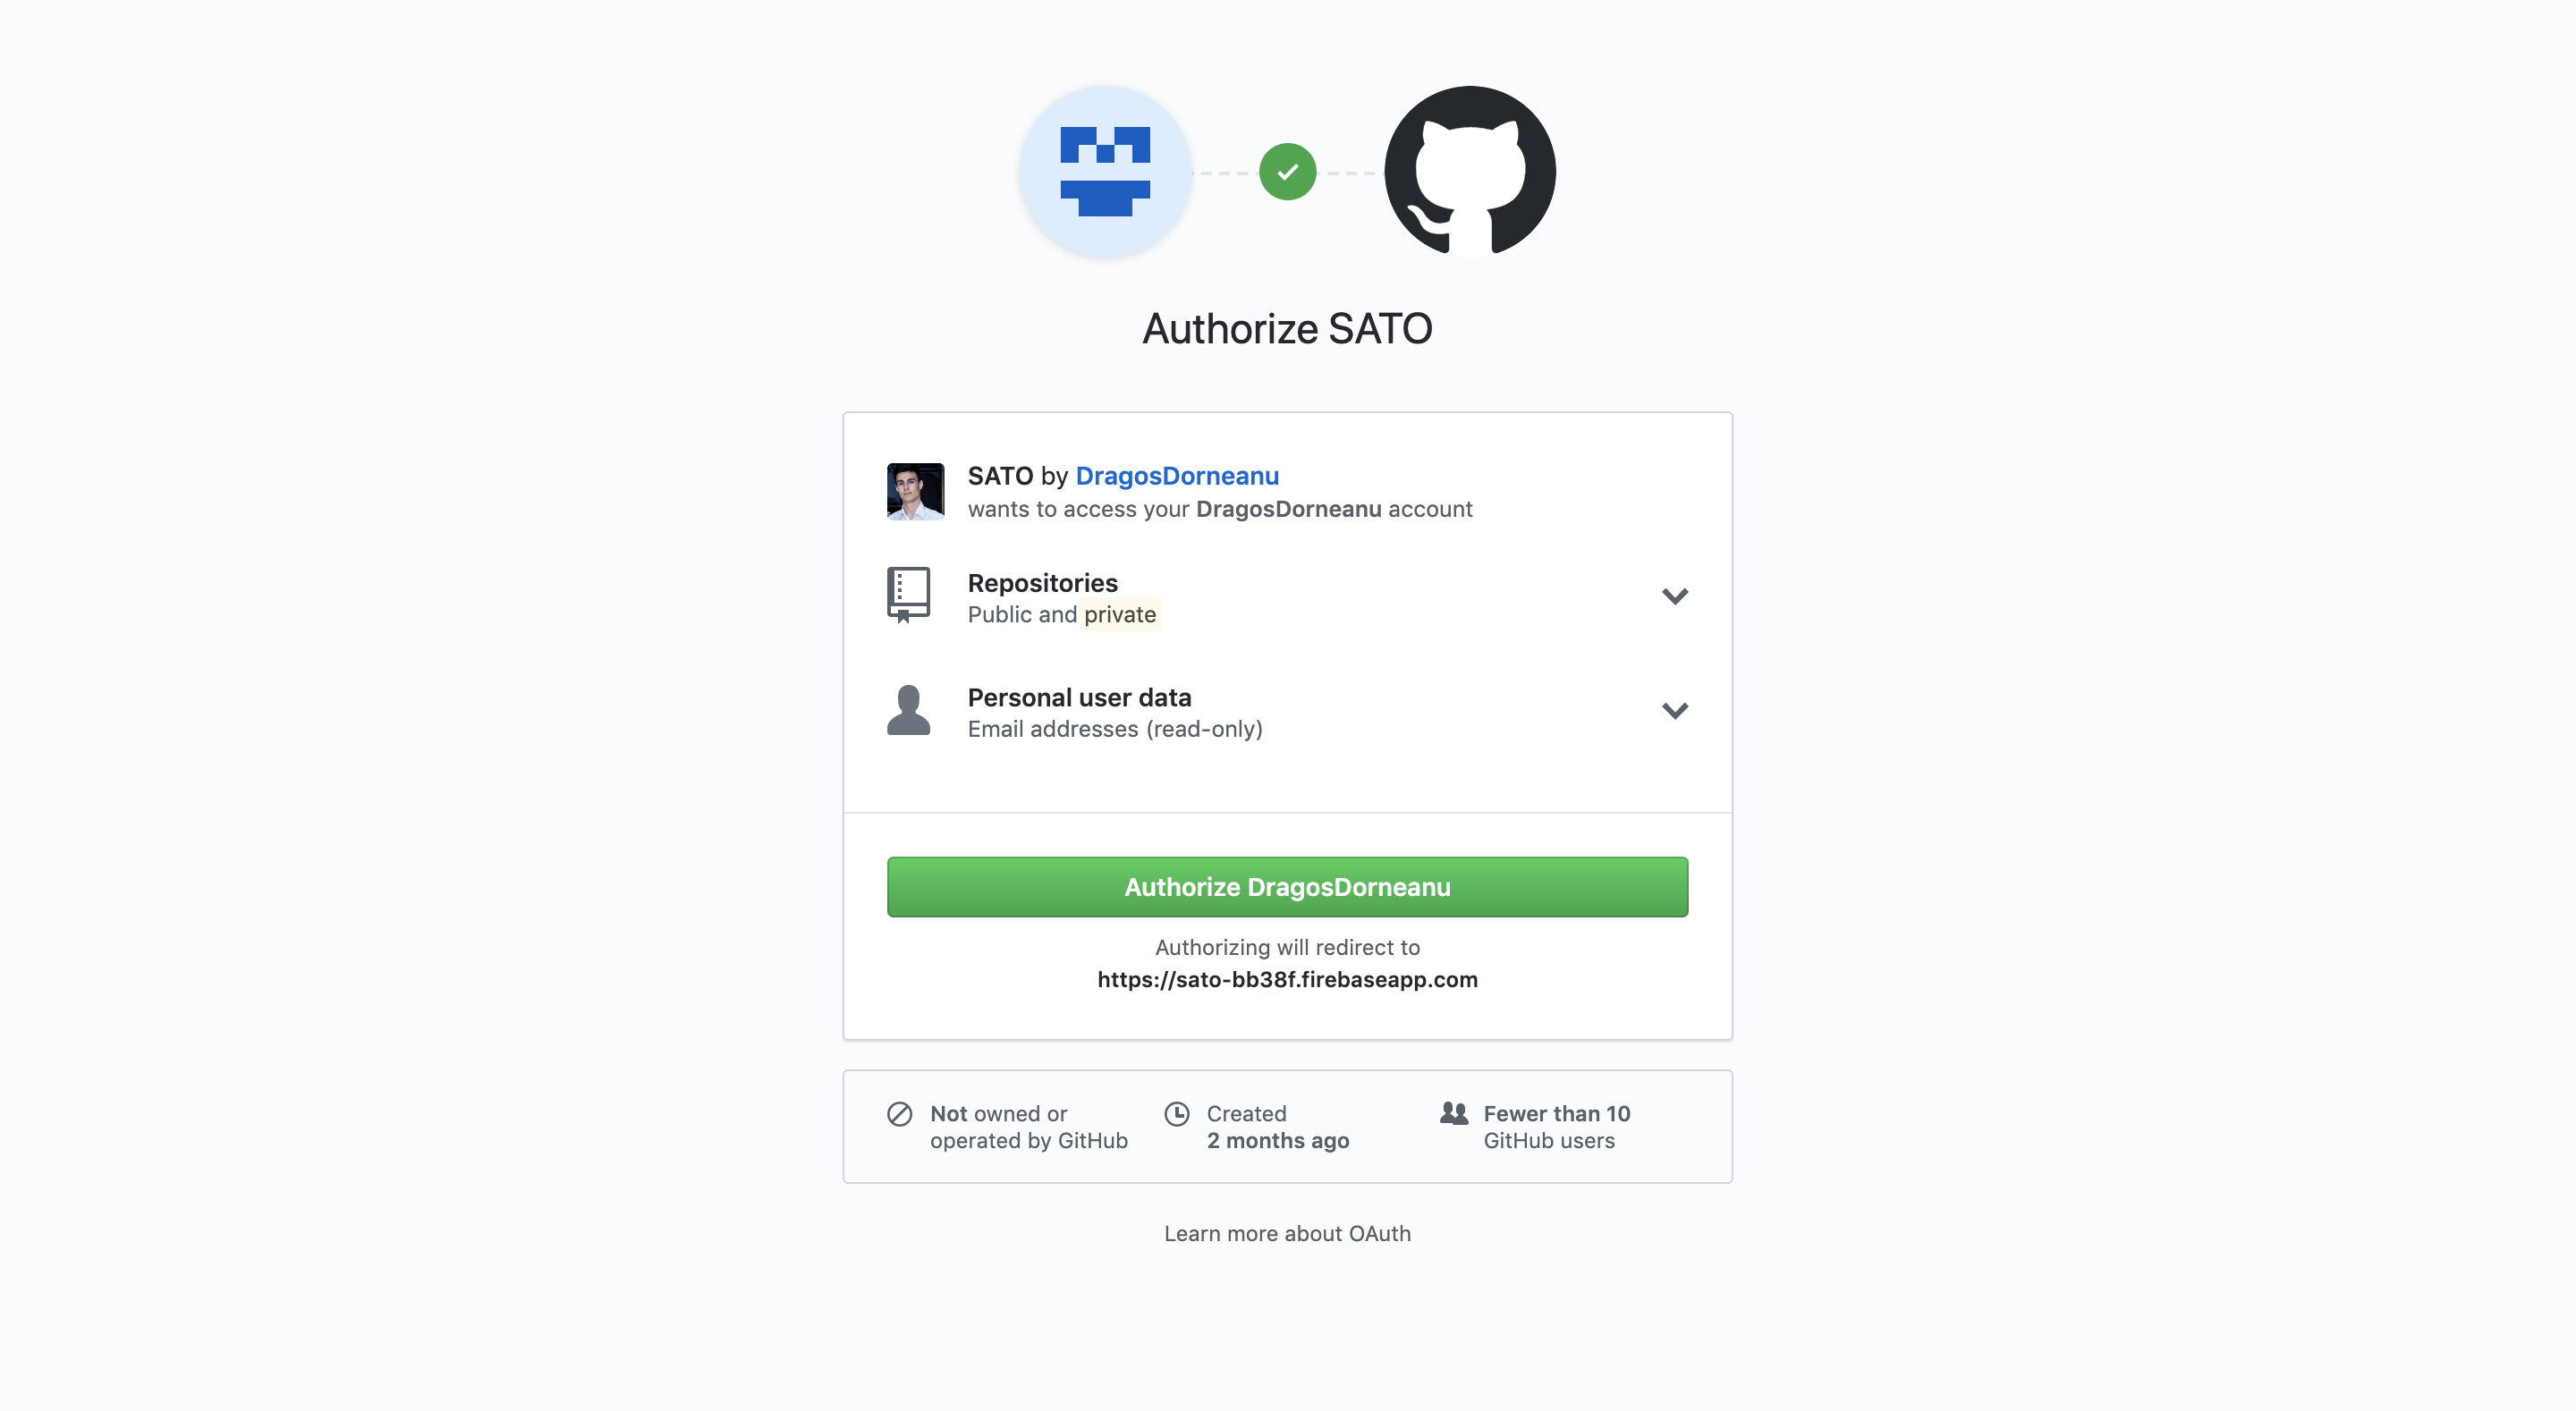 Authorize SATO
SATO by DragosDorneanu
wants to access your DragosDorneanu account
Repositories
Public and private
Personal user data
Email addresses (read-only)
Authorize DragosDorneanu
Authorizing will redirect to
https://sato-bb38f.firebaseapp.com
Not owned or
operated by GitHub
Created
2 months ago
Fewer than 10
GitHub users
Learn more about OAuth